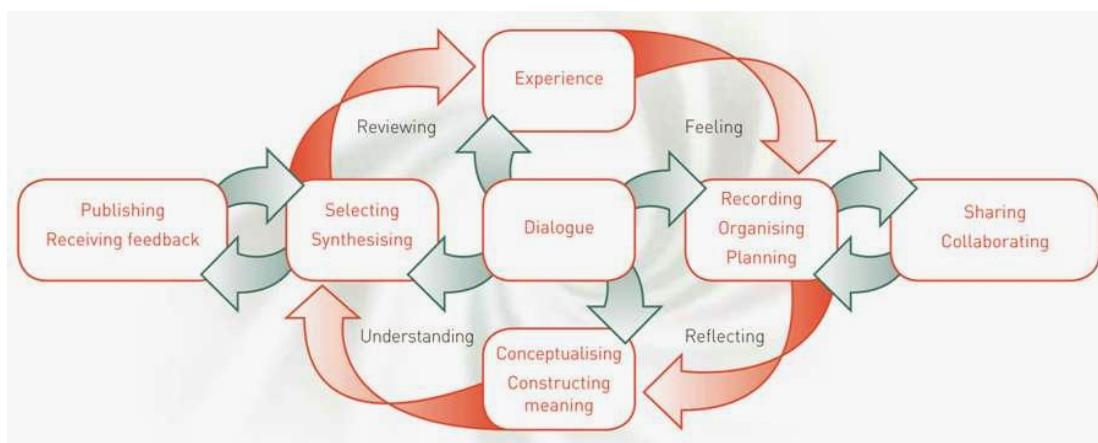 Experience
Reviewing
Feeling
Publishing
Receiving feedback
Selecting
Synthesising
Dialogue
Recording
Organising
Planning
Sharing
Collaborating
Understanding
Reflecting
Conceptualising
Constructing
meaning